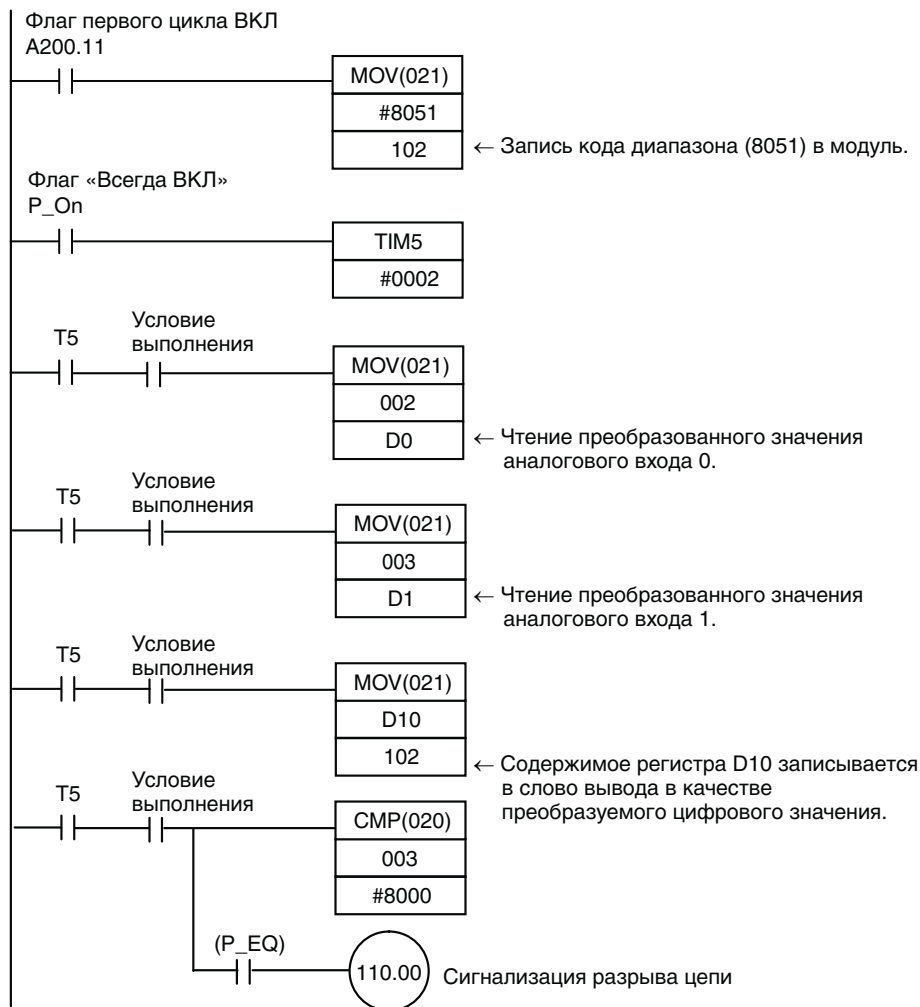 Флаг первого цикла ВКЛ
A200.11
MOV(021)
#8051
102
← Запись кода диапазона (8051) в модуль.
Флаг «Всегда ВКЛ»
P_On
TIM5
#0002
T5
Условие
выполнения
MOV(021)
002
D0
← Чтение преобразованного значения
аналогового входа 0.
T5
Условие
выполнения
MOV(021)
003
D1
← Чтение преобразованного значения
аналогового входа 1.
T5
Условие
выполнения
MOV(021)
D10
102
← Содержимое регистра D10 записывается
в слово вывода в качестве
преобразуемого цифрового значения.
T5
Условие
выполнения
CMP(020)
003
#8000
(P_EQ)
110.00
Сигнализация разрыва цепи